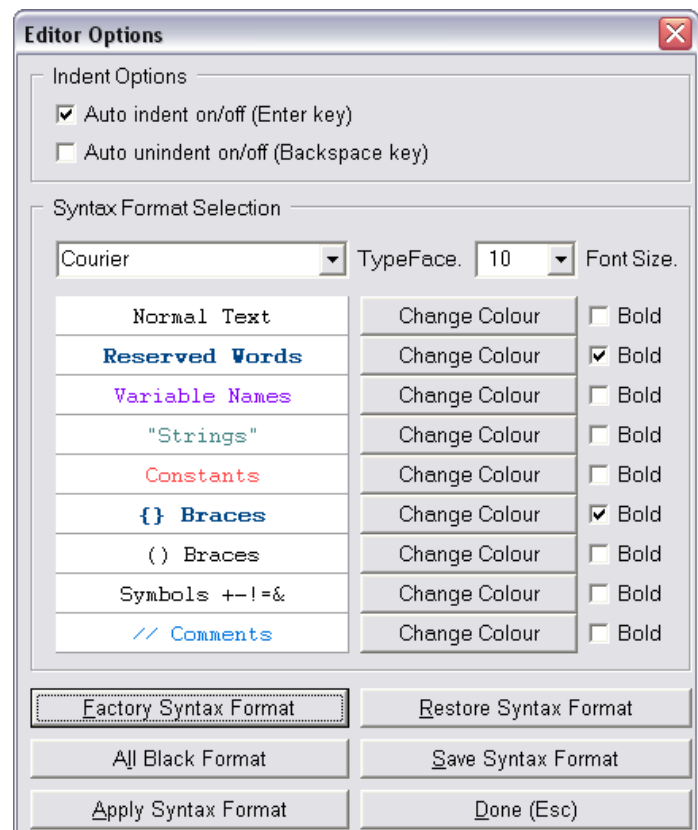 Editor Options
Indent Options
Auto indent on/off (Enter key)
Auto unindent on/off (Backspace key)
Syntax Format Selection
Courier TypeFace. 10 Font Size.
Normal Text Change Colour Bold
Reserved Words Change Colour Bold
Variable Names Change Colour Bold
"Strings" Change Colour Bold
Constants Change Colour Bold
{} Braces Change Colour Bold
() Braces Change Colour Bold
Symbols +-!=& Change Colour Bold
// Comments Change Colour Bold
Factory Syntax Format Restore Syntax Format
All Black Format Save Syntax Format
Apply Syntax Format Done (Esc)